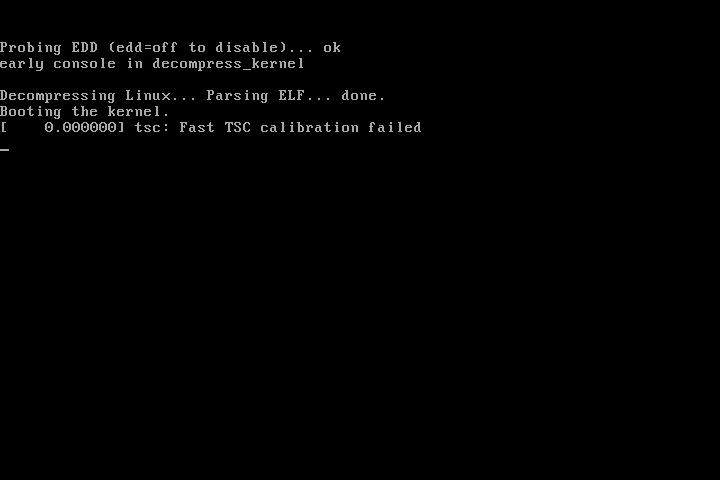 Probing EDD (edd=off to disable)... ok
early console in decompress_kernel
Decompressing Linux... Parsing ELF... done.
Booting the kernel.
[    0.000000] tsc: Fast TSC calibration failed